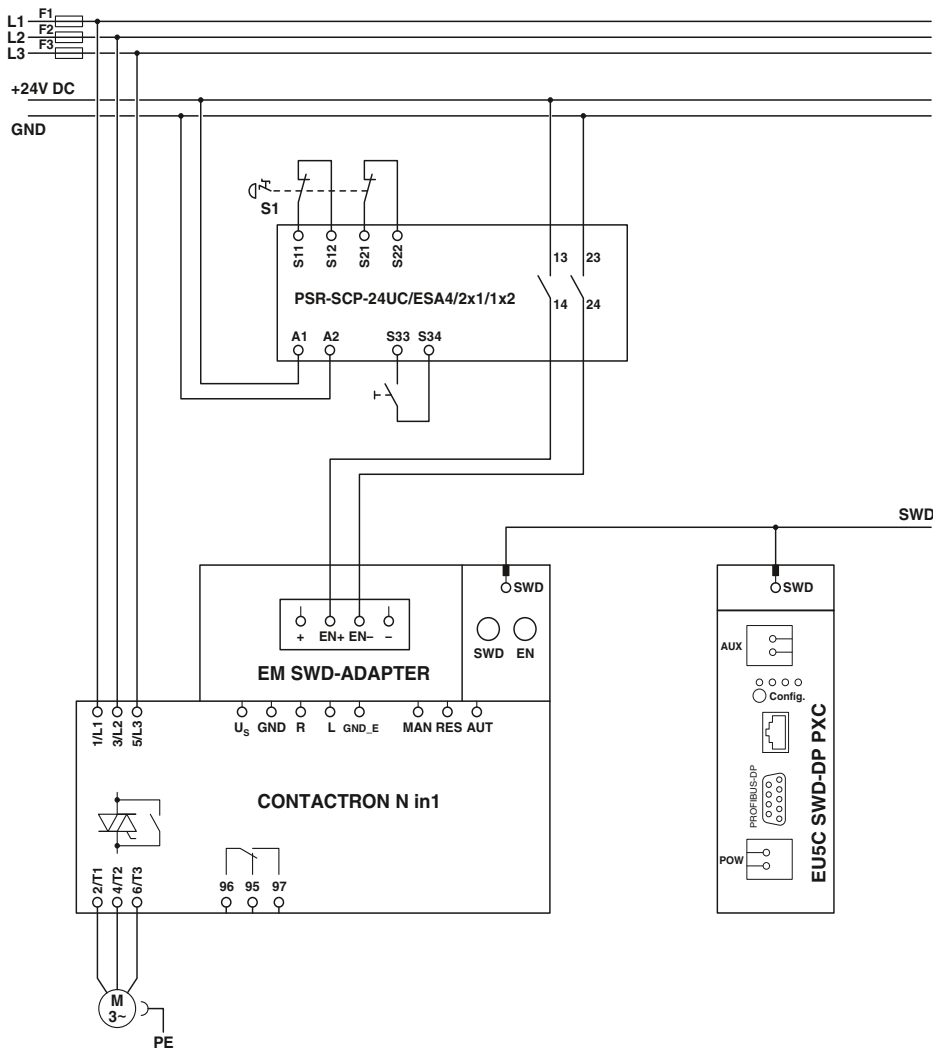 F1
L1
F2
L2
F3
L3
+24V DC
GND
S1
S11 S12 S21 S22
13 23
PSR-SCP-24UC/ESA4/2x1/1x2
14 24
A1 A2 S33 S34
SWD
SWD
SWD
+ EN+ EN– –
SWD EN
AUX
EM SWD-ADAPTER
Config.
1/L1 3/L2 5/L3
US GND R L GND_E MAN RES AUT
PROFIBUS-DP
EU5C SWD-DP PXC
CONTACTRON N in1
POW
2/T1 4/T2 6/T3
96 95 97
M
3~
PE